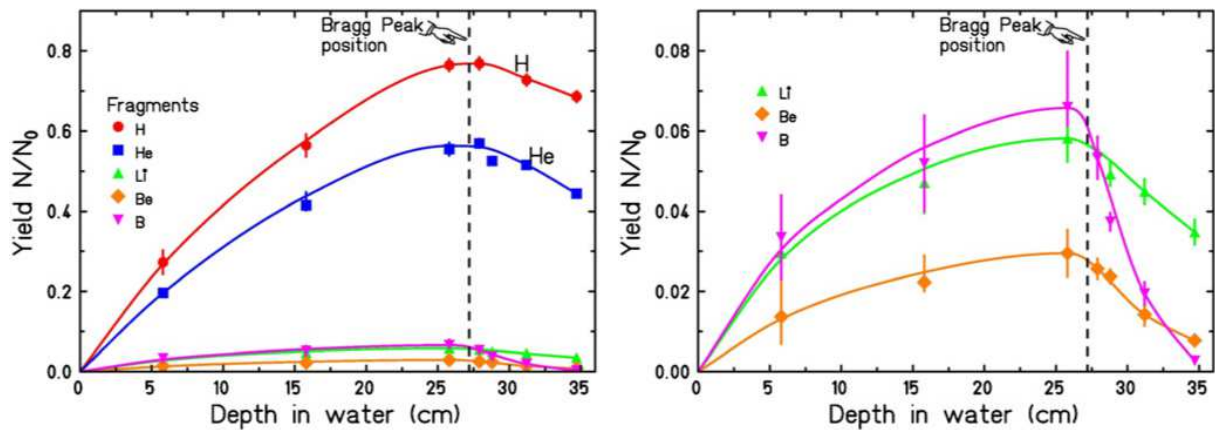 Bragg Peak
position
H
He
Fragments
H
He
Li
Be
B
Yield N/N0
0.8
0.6
0.4
0.2
0.0
0 5 10 15 20 25 30 35
Depth in water (cm)
Bragg Peak
position
Li
Be
B
Yield N/N0
0.08
0.06
0.04
0.02
0.00
0 5 10 15 20 25 30 35
Depth in water (cm)